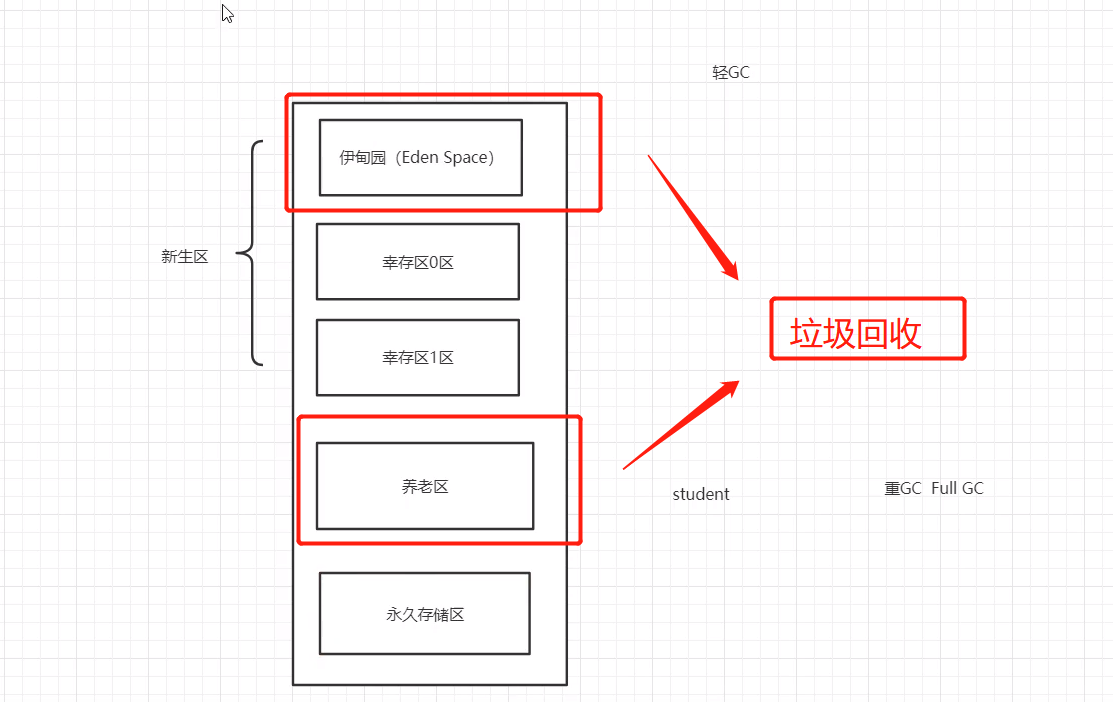 轻GC
伊甸园（Eden Space）
新生区
幸存区0区
垃圾回收
幸存区1区
养老区
student
重GC  Full GC
永久存储区